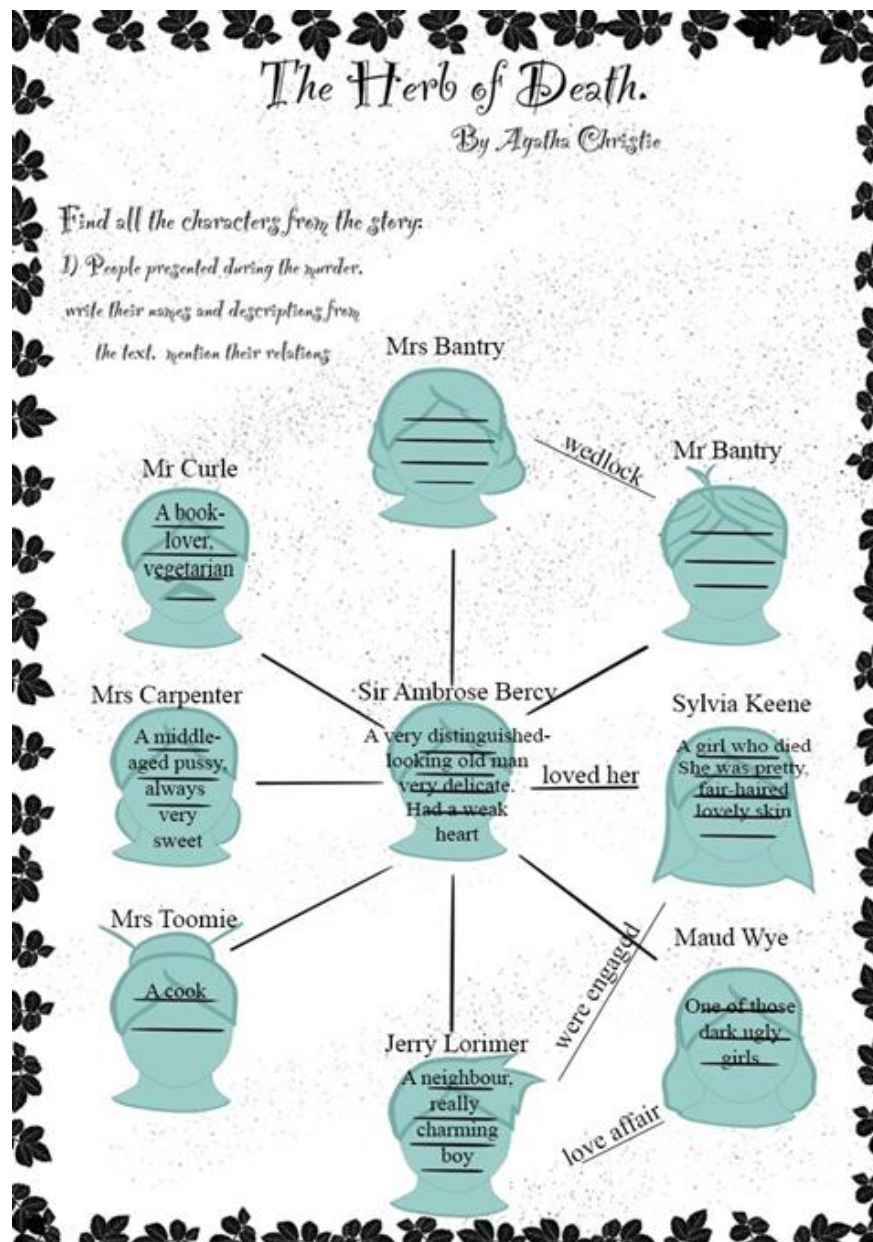 The Herb of Death.
By Agatha Christie
Find all the characters from the story:
1) People presented during the murder,
write their names and descriptions from
the text, mention their relations
Mrs Bantry
wedlock
Mr Bantry
Mr Curle
A book-
lover,
vegetarian
Mrs Carpenter
A middle-
aged pussy,
always
very
sweet
Sir Ambrose Bercy
A very distinguished-
looking old man
very delicate.
Had a weak
heart
loved her
Sylvia Keene
A girl who died
She was pretty,
fair-haired
lovely skin
Mrs Toomie
A cook
were engaged
Maud Wye
One of those
dark ugly
girls
Jerry Lorimer
A neighbour,
really
charming
boy
love affair